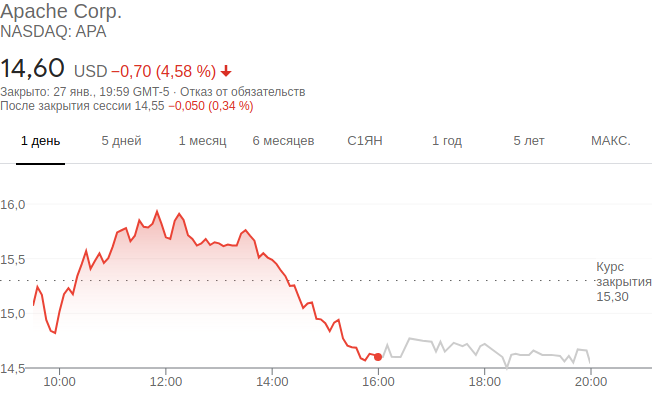 Apache Corp.
NASDAQ: APA
14,60 USD −0,70 (4,58 %)
Закрыто: 27 янв., 19:59 GMT-5 · Отказ от обязательств
После закрытия сессии 14,55 −0,050 (0,34 %)
1 день 5 дней 1 месяц 6 месяцев С1ЯН 1 год 5 лет МАКС.
16,0
15,5
Курс
закрытия
15,30
15,0
14,5
10:00 12:00 14:00 16:00 18:00 20:00